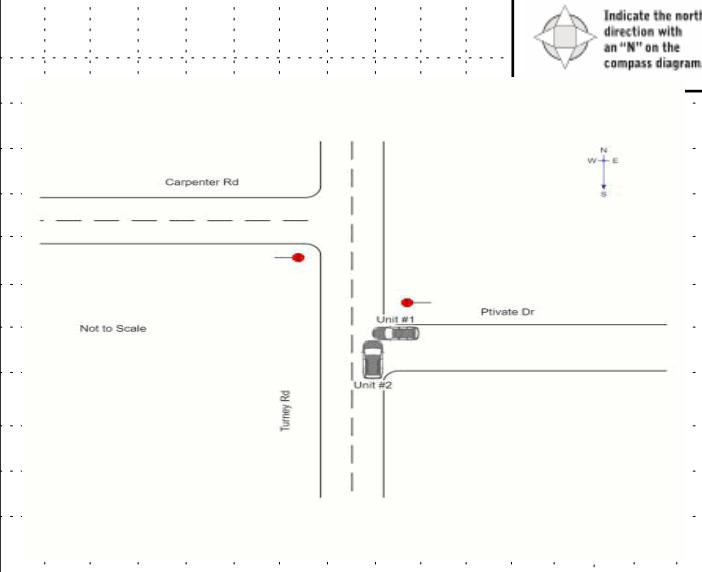 Indicate the north
direction with
an "N" on the
compass diagram.
N
W E
S
Carpenter Rd
Ptivate Dr
Unit #1
Not to Scale
Unit #2
Turney Rd